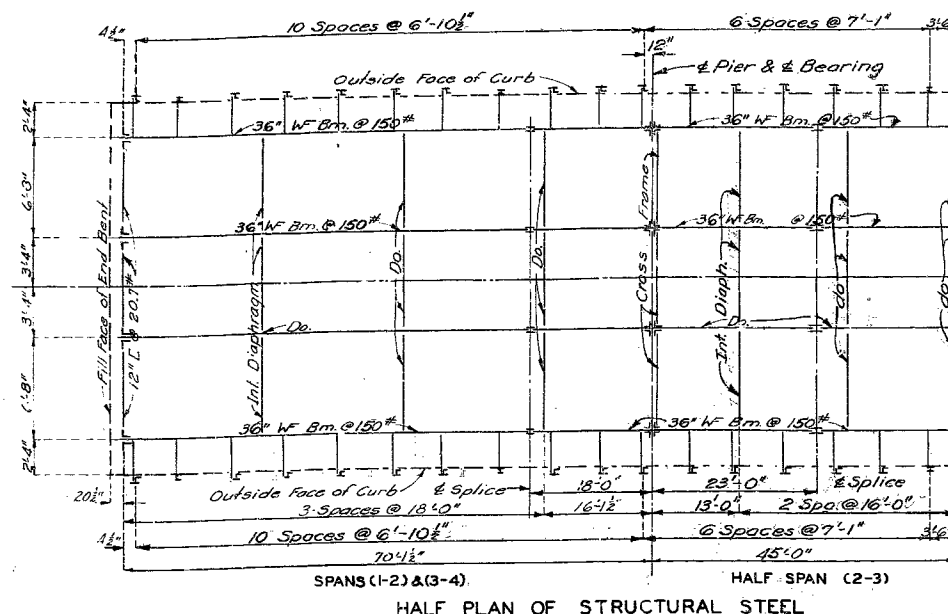 10 Spaces @ 6'-10½"
6 Spaces @ 7'-1"
3'-6
4½"
12"
℄ Pier & ℄ Bearing
Outside Face of Curb
2'-4"
36" WF Bm. @ 150#
36" WF Bm. @ 150#
6'-8"
Frame
36" WF Bm. @ 150#
36" WF Bm. @ 150#
3'-4"
Fill Face of End Bent
12" [ @ 20.7#
Int. Diaphragm
Do.
Do.
Cross
Int. Diaph.
do
do
3'-4"
Do.
Do.
6'-8"
36" WF Bm. @ 150#
36" WF Bm. @ 150#
2'-4"
20½"
Outside Face of Curb
℄ Splice
18'-0"
23'-0"
℄ Splice
3 Spaces @ 18'-0"
16'-1½"
13'-0"
2 Spa. @ 16'-0"
4½"
10 Spaces @ 6'-10½"
6 Spaces @ 7'-1"
3'-6
70'-1½"
45'-0"
SPANS (1-2) & (3-4)
HALF SPAN (2-3)
HALF PLAN OF STRUCTURAL STEEL